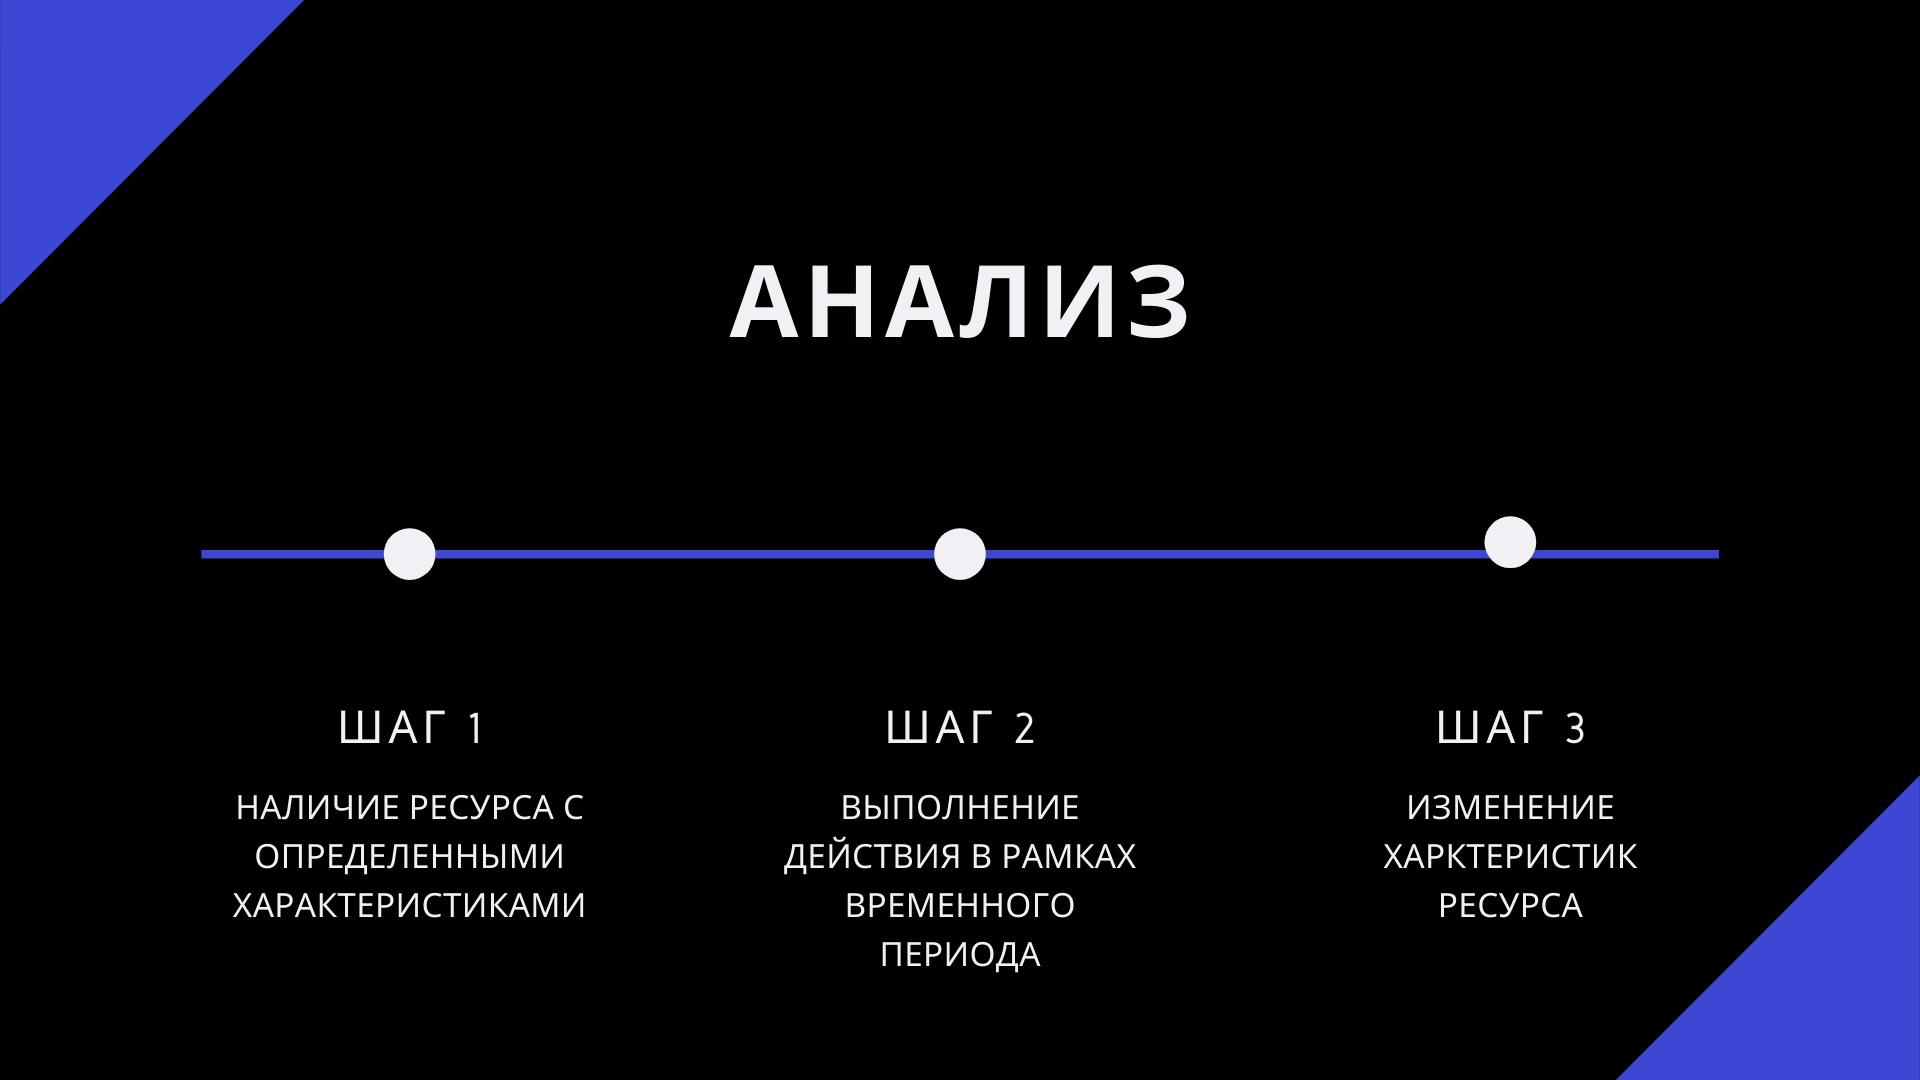 АНАЛИЗ
ШАГ 1
НАЛИЧИЕ РЕСУРСА С
ОПРЕДЕЛЕННЫМИ
ХАРАКТЕРИСТИКАМИ
ШАГ 2
ВЫПОЛНЕНИЕ
ДЕЙСТВИЯ В РАМКАХ
ВРЕМЕННОГО
ПЕРИОДА
ШАГ 3
ИЗМЕНЕНИЕ
ХАРКТЕРИСТИК
РЕСУРСА